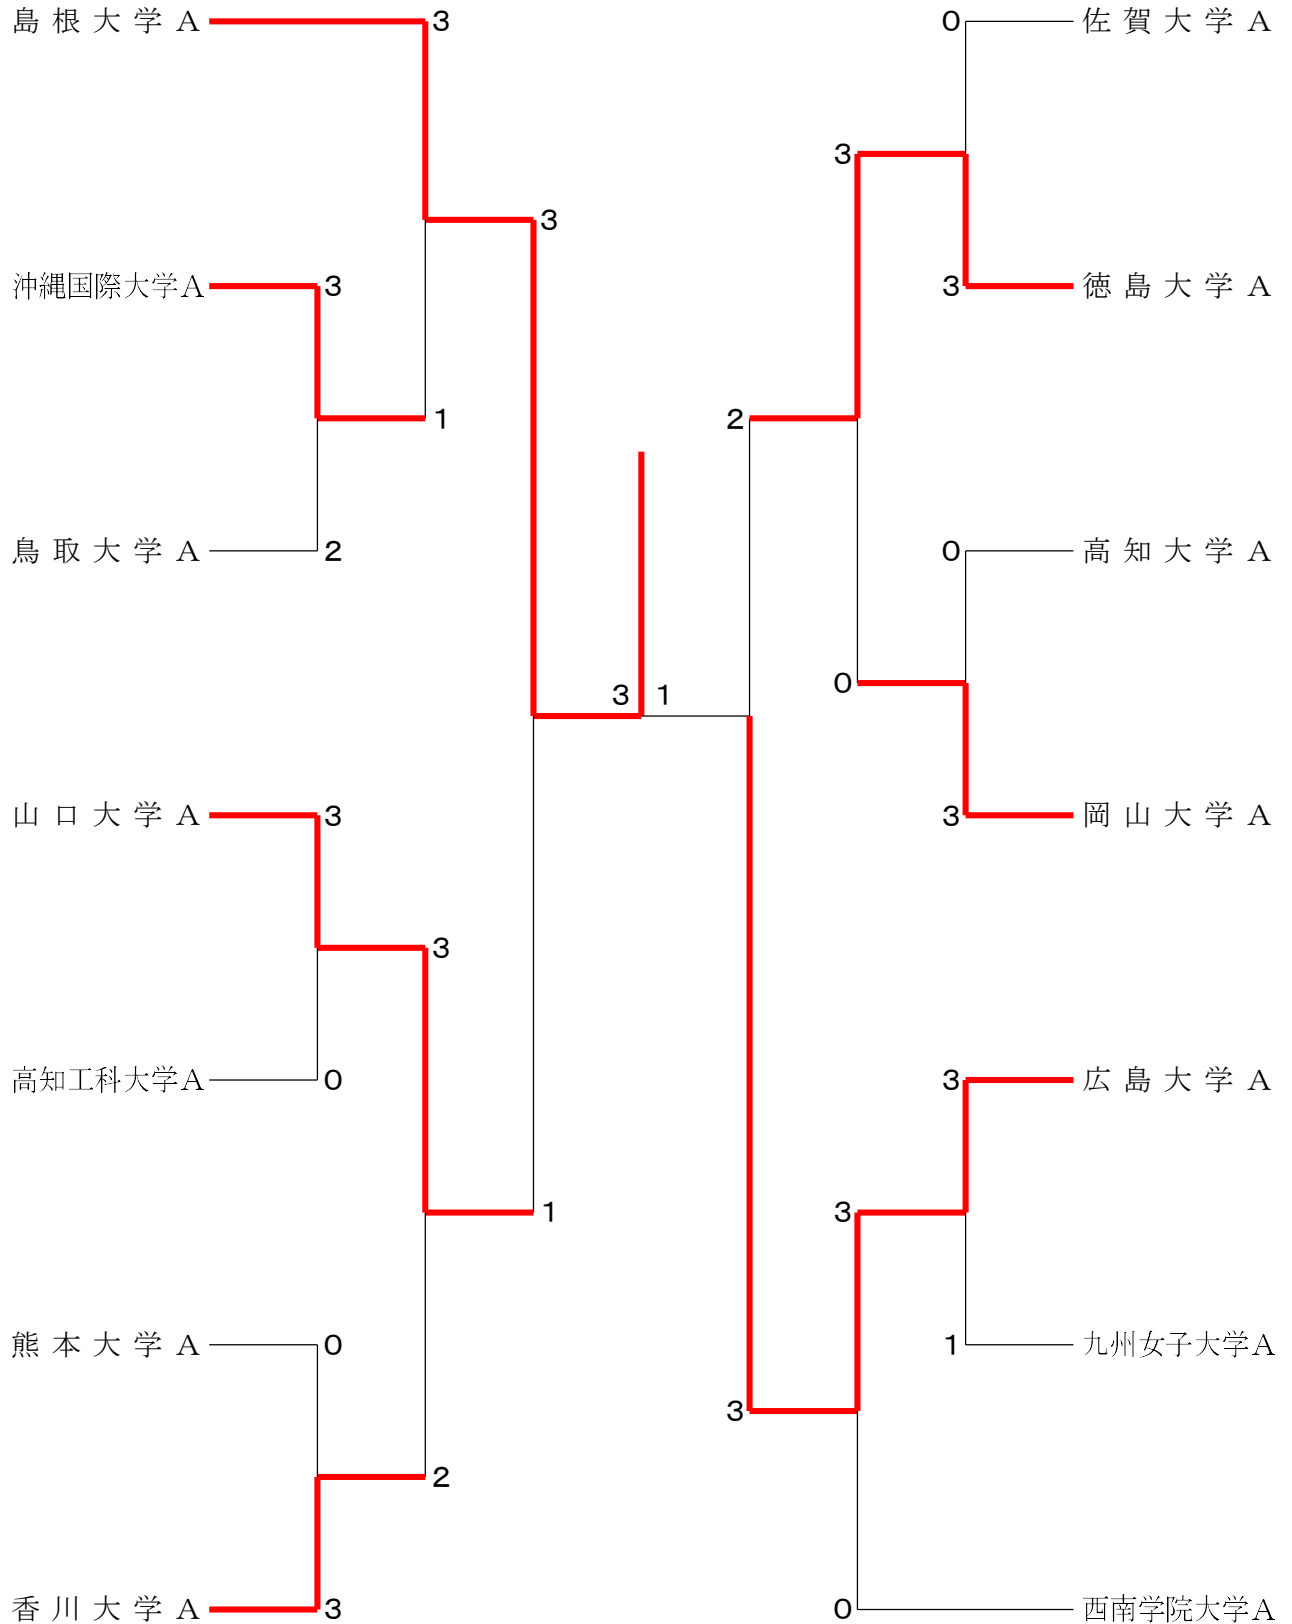 島根大学A 3
0 佐賀大学A
3
3
沖縄国際大学A 3
3 徳島大学A
1
2
鳥取大学A 2
0 高知大学A
0
3 1
山口大学A 3
3 岡山大学A
3
高知工科大学A 0
3 広島大学A
1
3
熊本大学A 0
1 九州女子大学A
3
2
香川大学A 3
0 西南学院大学A